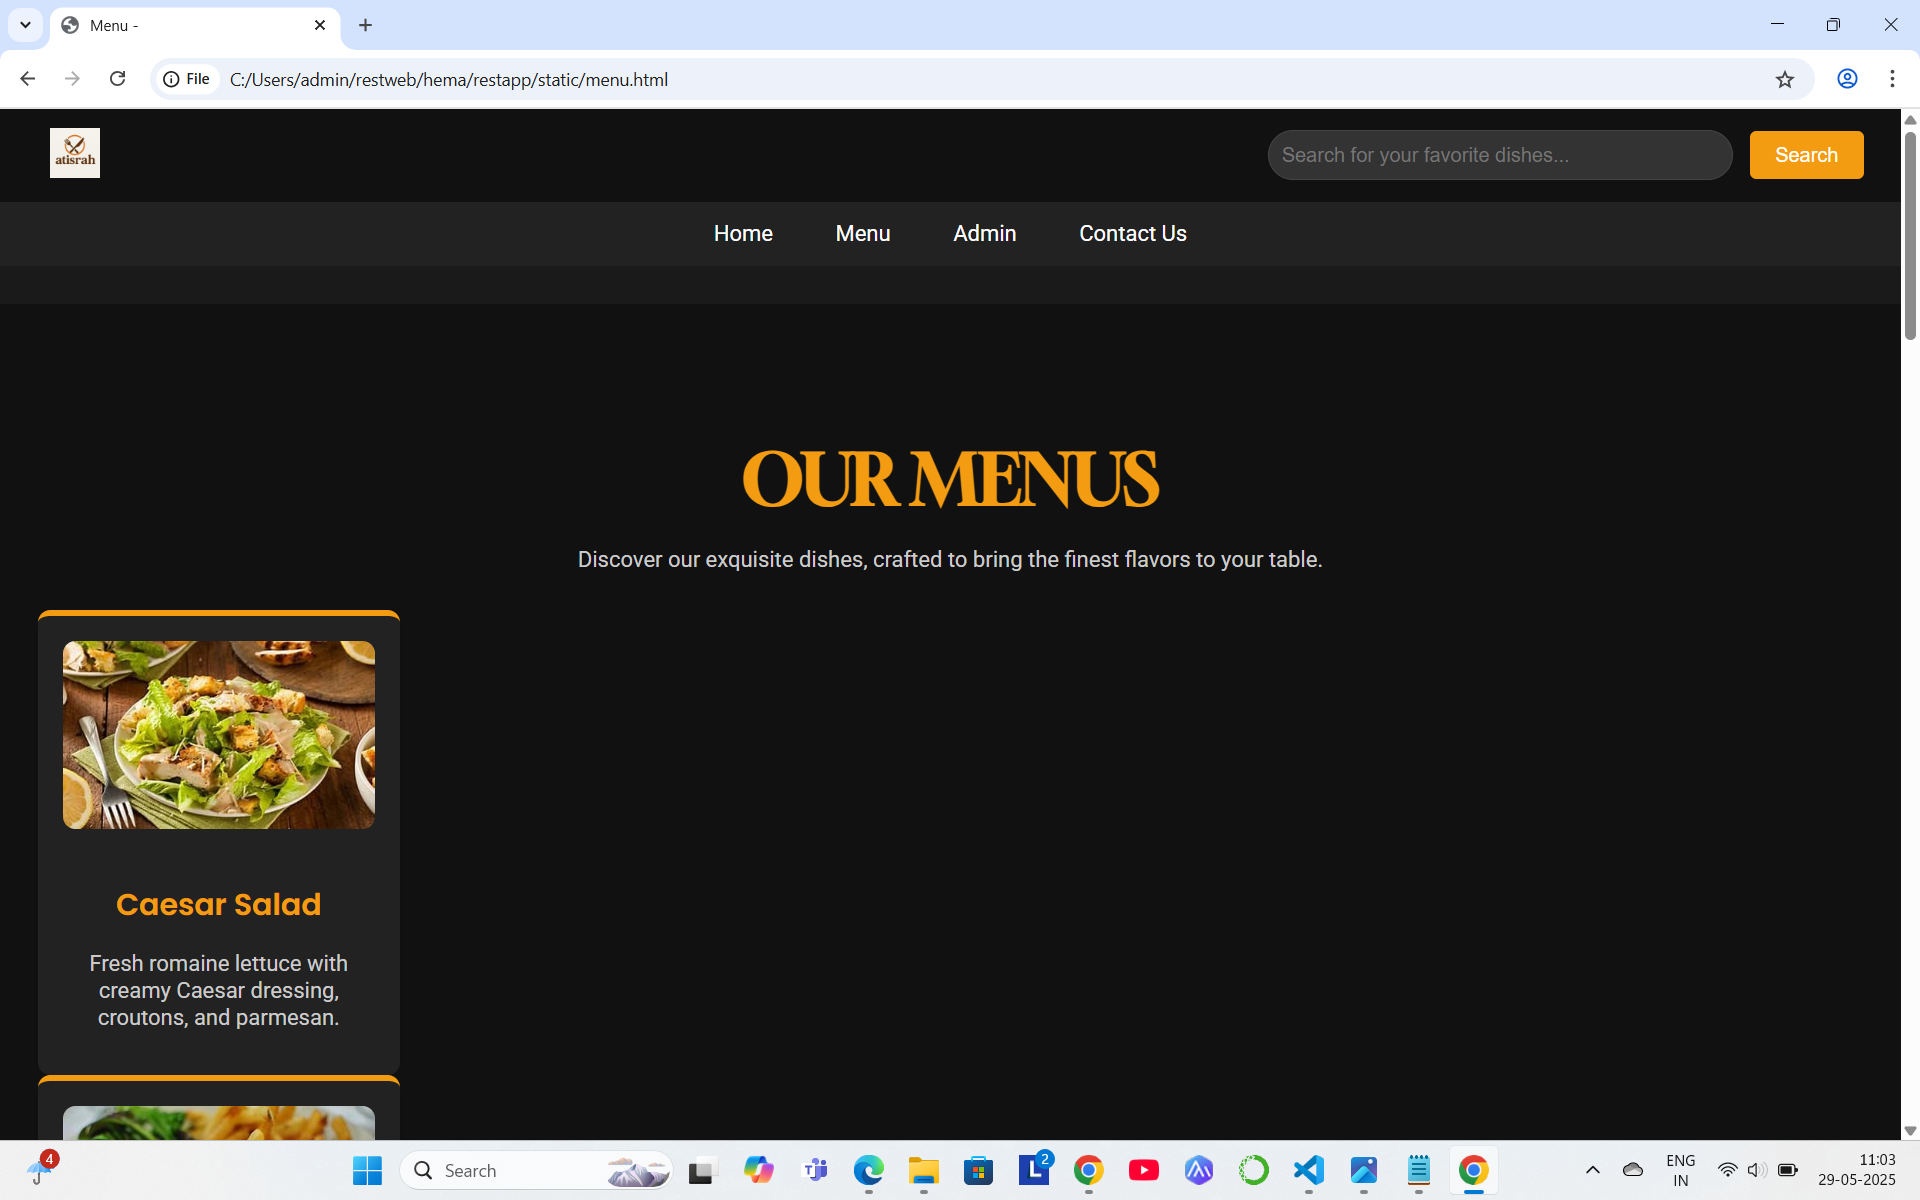 Menu -
File
C:/Users/admin/restweb/hema/restapp/static/menu.html
atisrah
Search for your favorite dishes...
Search
Home
Menu
Admin
Contact Us
OUR MENUS
Discover our exquisite dishes, crafted to bring the finest flavors to your table.
Caesar Salad
Fresh romaine lettuce with
creamy Caesar dressing,
croutons, and parmesan.
4
Search
T
L
2
ENG
IN
11:03
29-05-2025